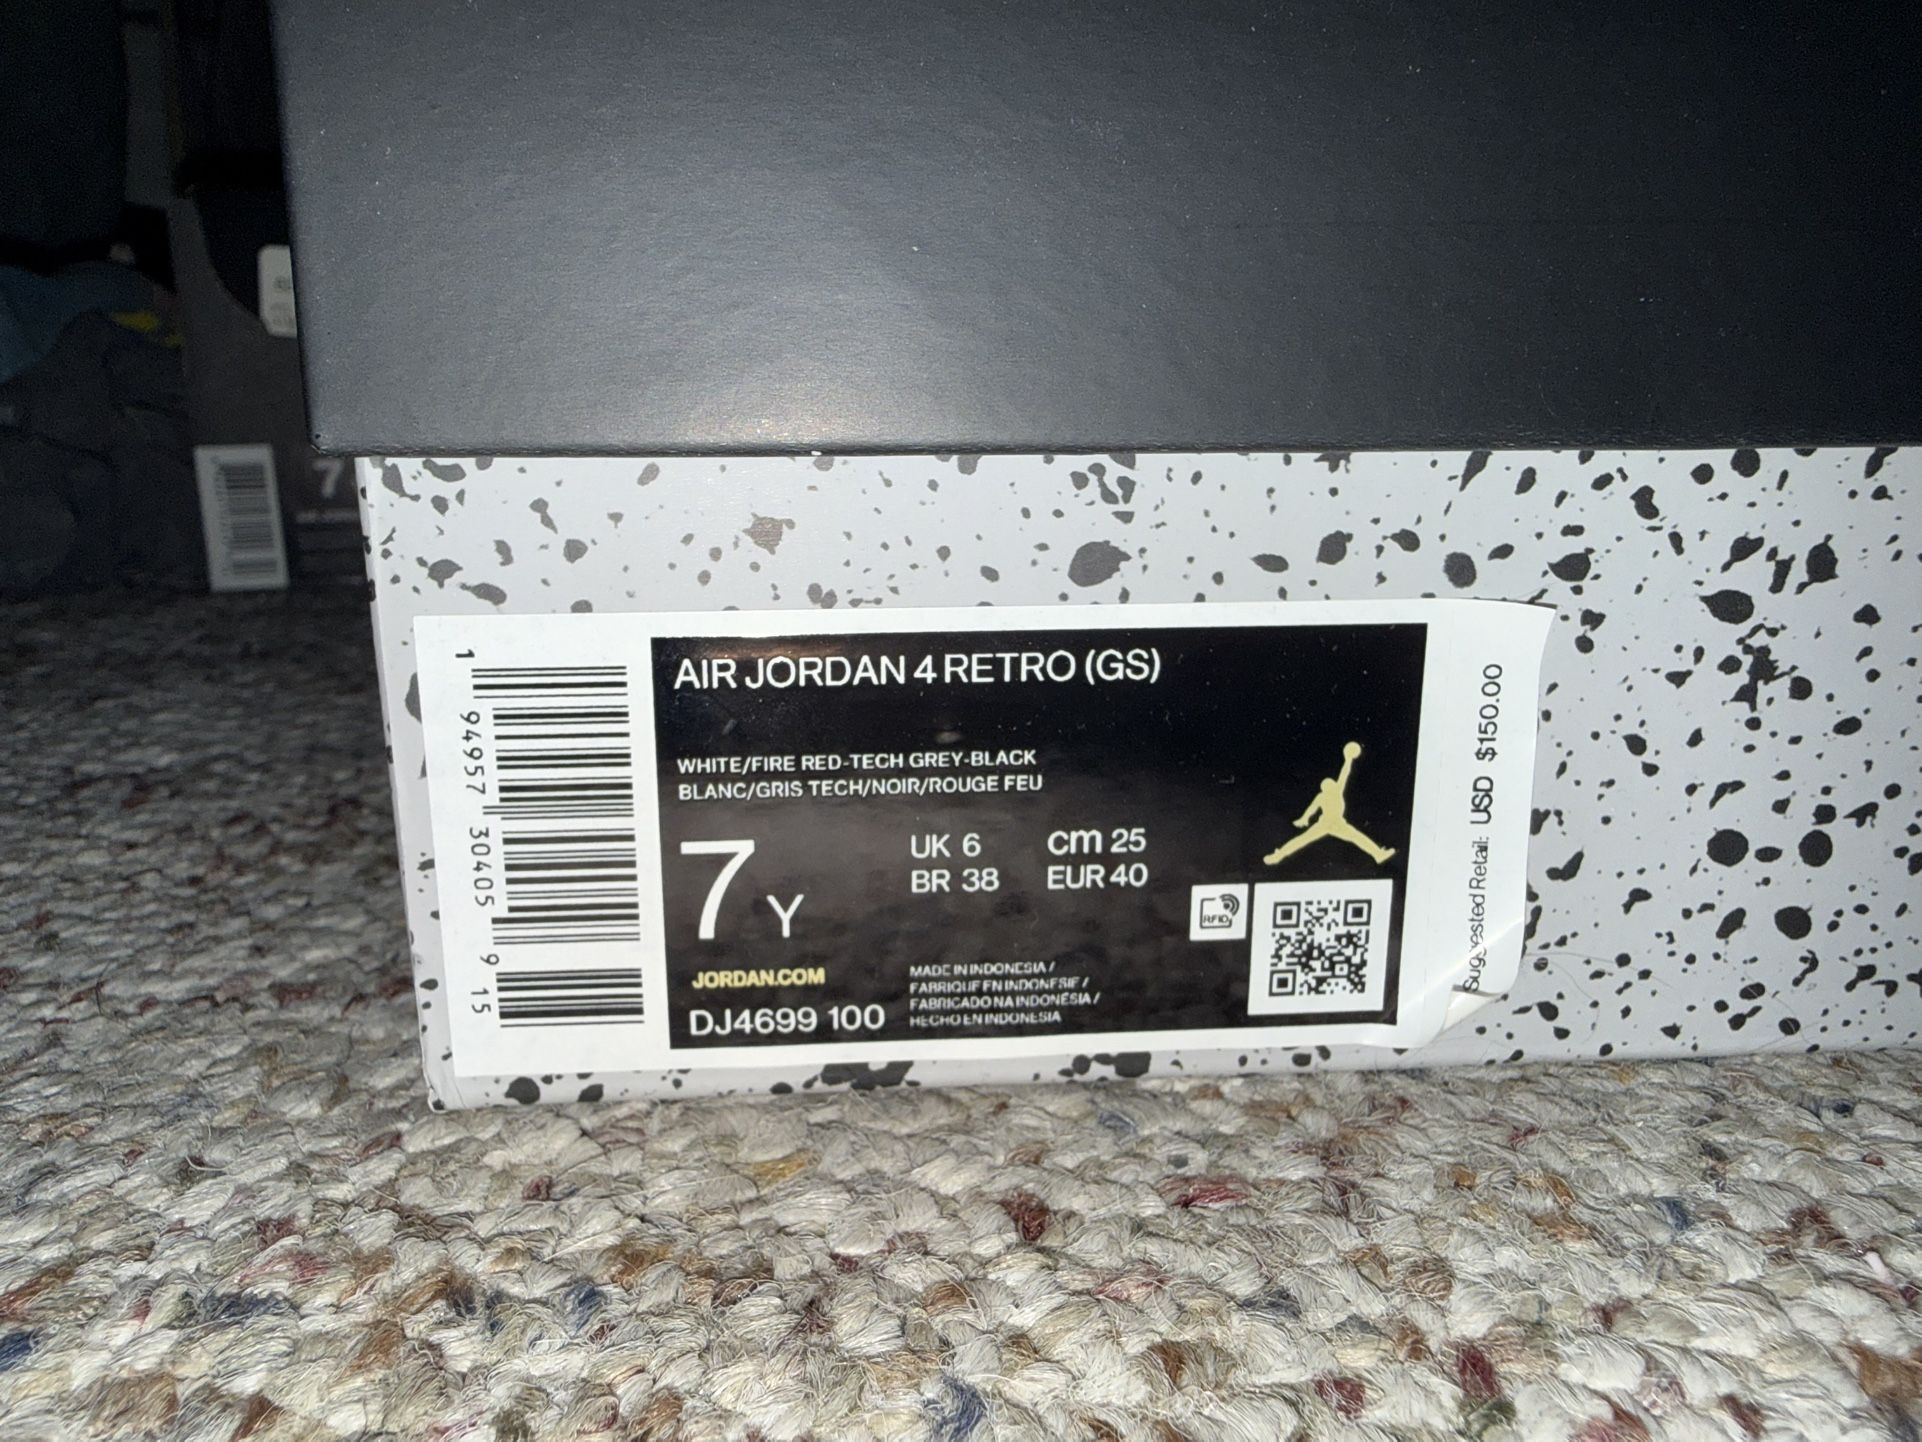 AIR JORDAN 4 RETRO (GS)
WHITE/FIRE RED-TECH GREY-BLACK
BLANC/GRIS TECH/NOIR/ROUGE FEU
7 Y
UK 6 cm 25
BR 38 EUR 40
RFID
JORDAN.COM
DJ4699 100
MADE IN INDONESIA /
FABRIQUE EN INDONESIE /
FABRICADO NA INDONÉSIA /
HECHO EN INDONESIA
1 94957 30405 9 15
Suggested Retail: USD $150.00
7